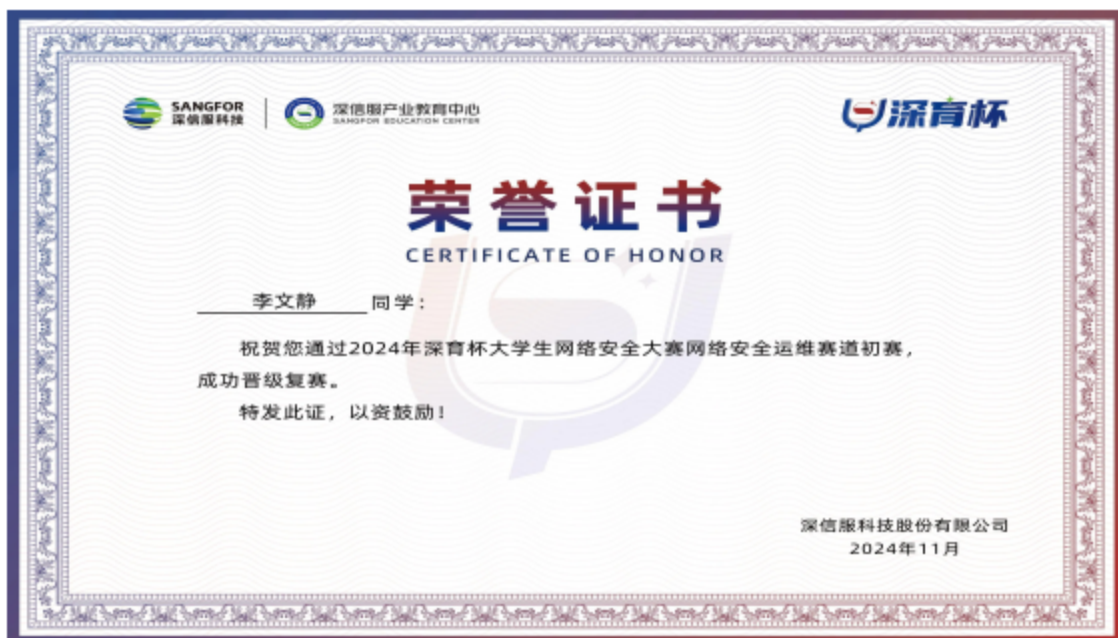 SANGFOR
深信服科技
深信服产业教育中心
SANGFOR EDUCATION CENTER
深育杯
荣誉证书
CERTIFICATE OF HONOR
李文静 同学：
祝贺您通过2024年深育杯大学生网络安全大赛网络安全运维赛道初赛，
成功晋级复赛。
特发此证，以资鼓励！
深信服科技股份有限公司
2024年11月